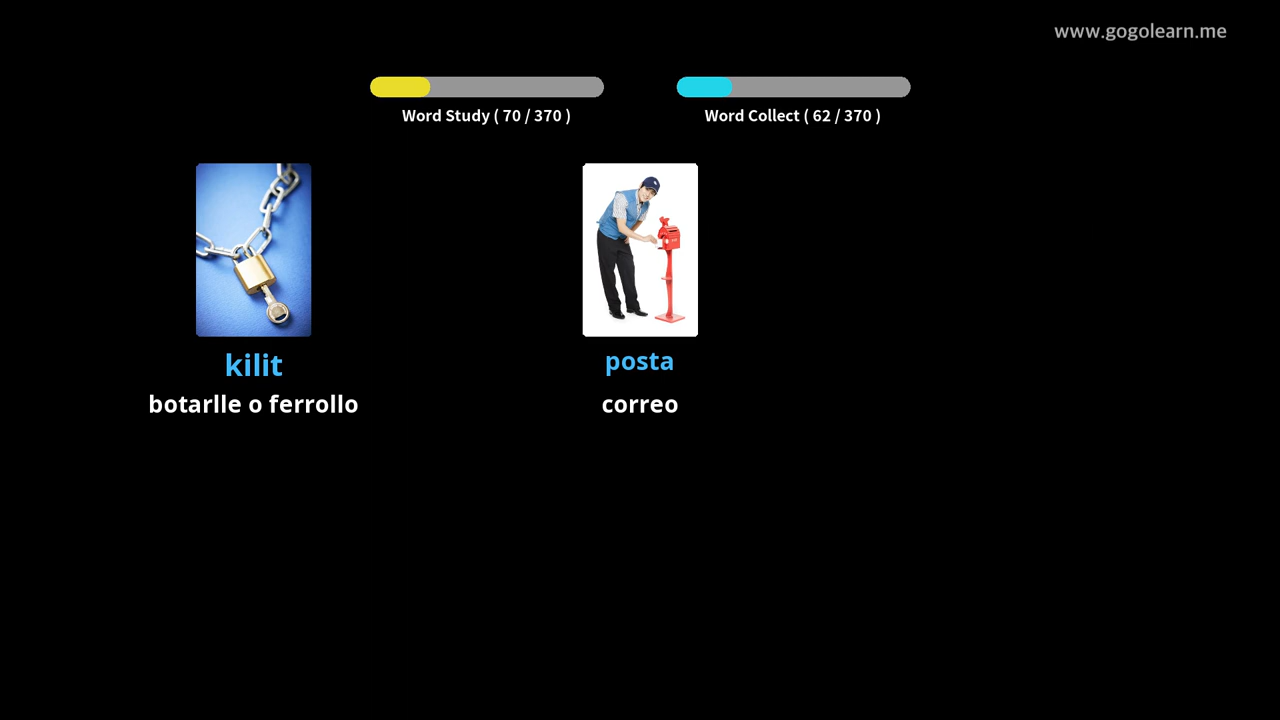 www.gogolearn.me
Word Study ( 70 / 370 )
Word Collect ( 62 / 370 )
kilit
botarlle o ferrollo
posta
correo